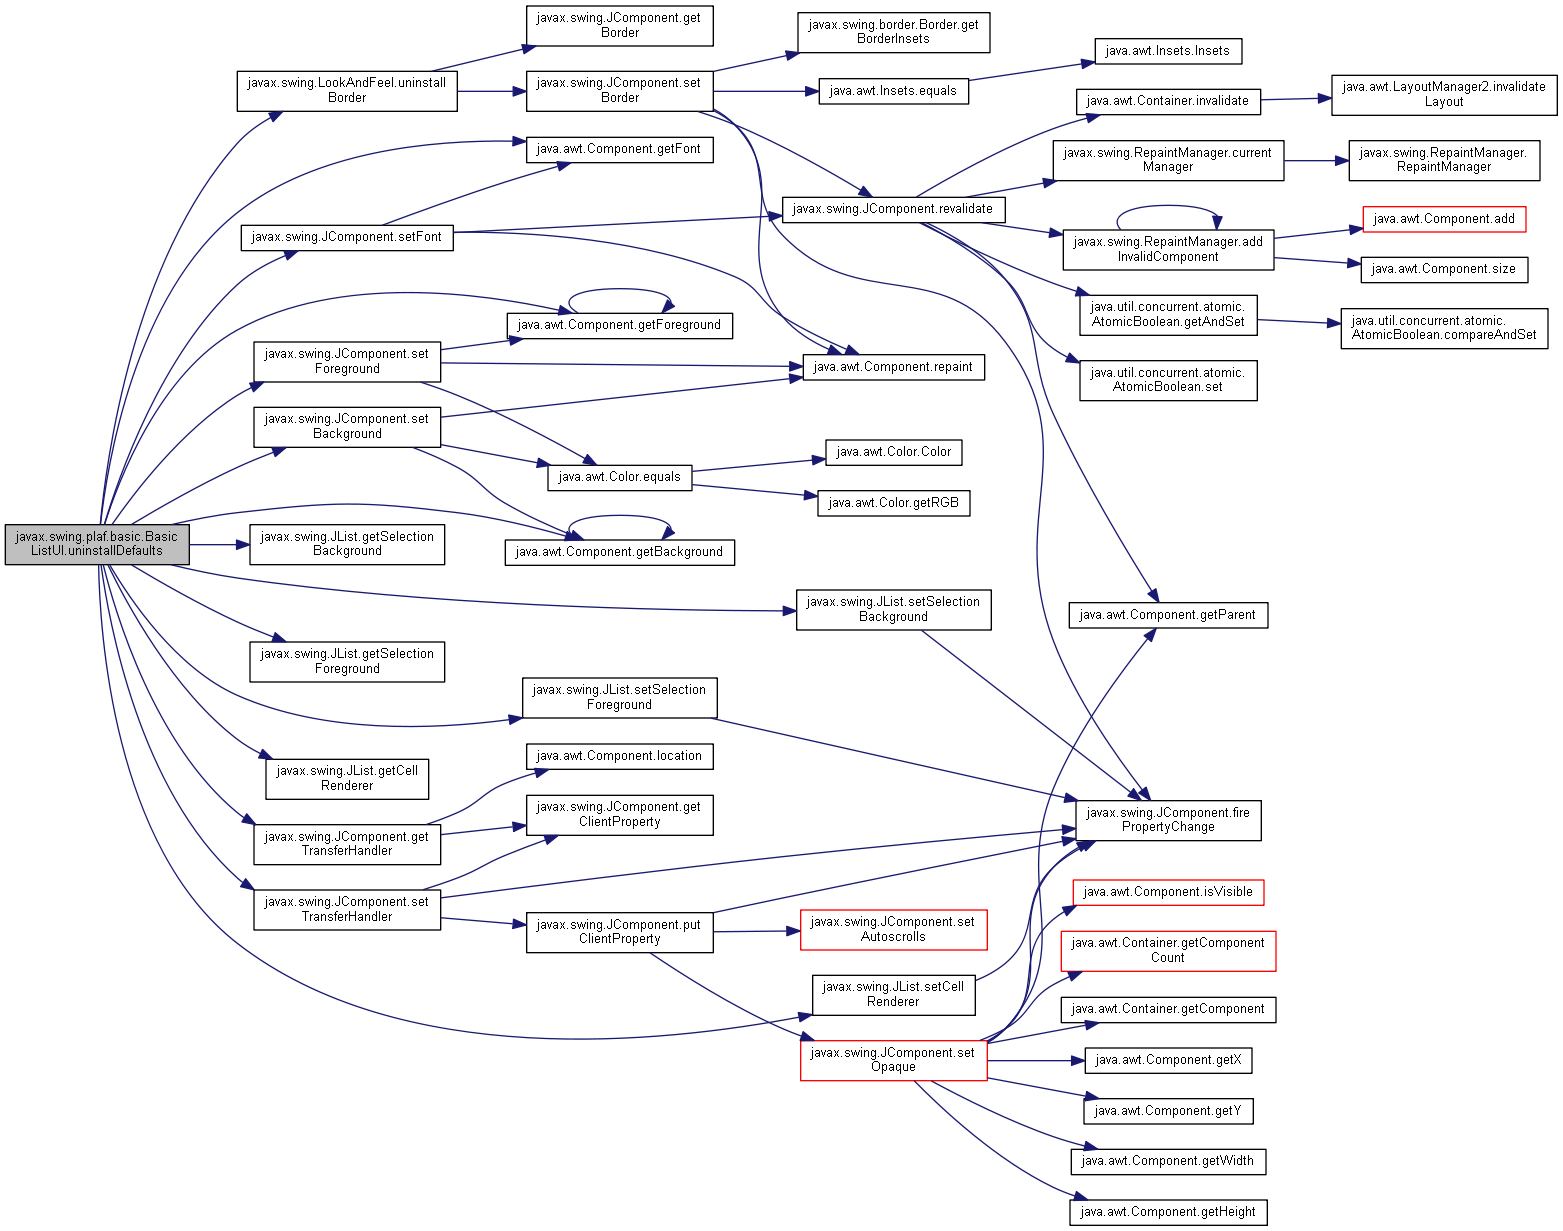 javax.swing.plaf.basic.Basic
ListUI.uninstallDefaults
javax.swing.LookAndFeel.uninstall
Border
javax.swing.JComponent.setFont
javax.swing.JComponent.set
Foreground
javax.swing.JComponent.set
Background
javax.swing.JList.getSelection
Background
javax.swing.JList.getSelection
Foreground
javax.swing.JList.getCell
Renderer
javax.swing.JComponent.get
TransferHandler
javax.swing.JComponent.set
TransferHandler
javax.swing.JComponent.get
Border
javax.swing.JComponent.set
Border
java.awt.Component.getFont
java.awt.Component.getForeground
java.awt.Color.equals
java.awt.Component.getBackground
javax.swing.JList.setSelection
Foreground
java.awt.Component.location
javax.swing.JComponent.get
ClientProperty
javax.swing.JComponent.put
ClientProperty
javax.swing.border.Border.get
BorderInsets
java.awt.Insets.equals
javax.swing.JComponent.revalidate
java.awt.Component.repaint
java.awt.Color.Color
java.awt.Color.getRGB
javax.swing.JList.setSelection
Background
javax.swing.JComponent.set
Autoscrolls
javax.swing.JList.setCell
Renderer
javax.swing.JComponent.set
Opaque
java.awt.Insets.Insets
java.awt.Container.invalidate
javax.swing.RepaintManager.current
Manager
javax.swing.RepaintManager.add
InvalidComponent
java.util.concurrent.atomic.
AtomicBoolean.getAndSet
java.util.concurrent.atomic.
AtomicBoolean.set
java.awt.Component.getParent
javax.swing.JComponent.fire
PropertyChange
java.awt.Component.isVisible
java.awt.Container.getComponent
Count
java.awt.Container.getComponent
java.awt.Component.getX
java.awt.Component.getY
java.awt.Component.getWidth
java.awt.Component.getHeight
java.awt.LayoutManager2.invalidate
Layout
javax.swing.RepaintManager.
RepaintManager
java.awt.Component.add
java.awt.Component.size
java.util.concurrent.atomic.
AtomicBoolean.compareAndSet